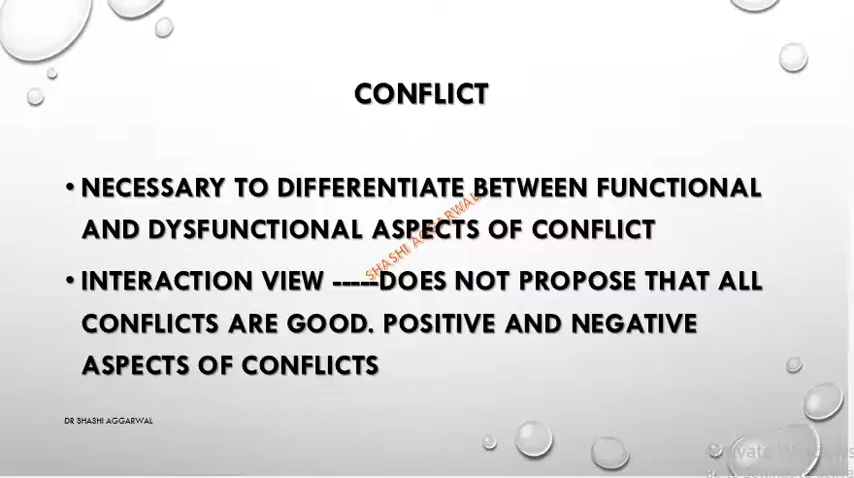 CONFLICT
• NECESSARY TO DIFFERENTIATE BETWEEN FUNCTIONAL
AND DYSFUNCTIONAL ASPECTS OF CONFLICT
SHASHI AGGARWAL
• INTERACTION VIEW -----DOES NOT PROPOSE THAT ALL
CONFLICTS ARE GOOD. POSITIVE AND NEGATIVE
ASPECTS OF CONFLICTS
DR SHASHI AGGARWAL